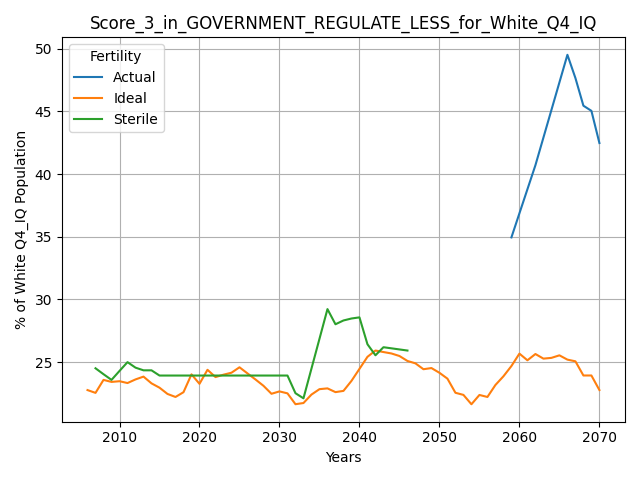 Score_3_in_GOVERNMENT_REGULATE_LESS_for_White_Q4_IQ
Fertility
Actual
Ideal
Sterile
% of White Q4_IQ Population
50
45
40
35
30
25
2010 2020 2030 2040 2050 2060 2070
Years